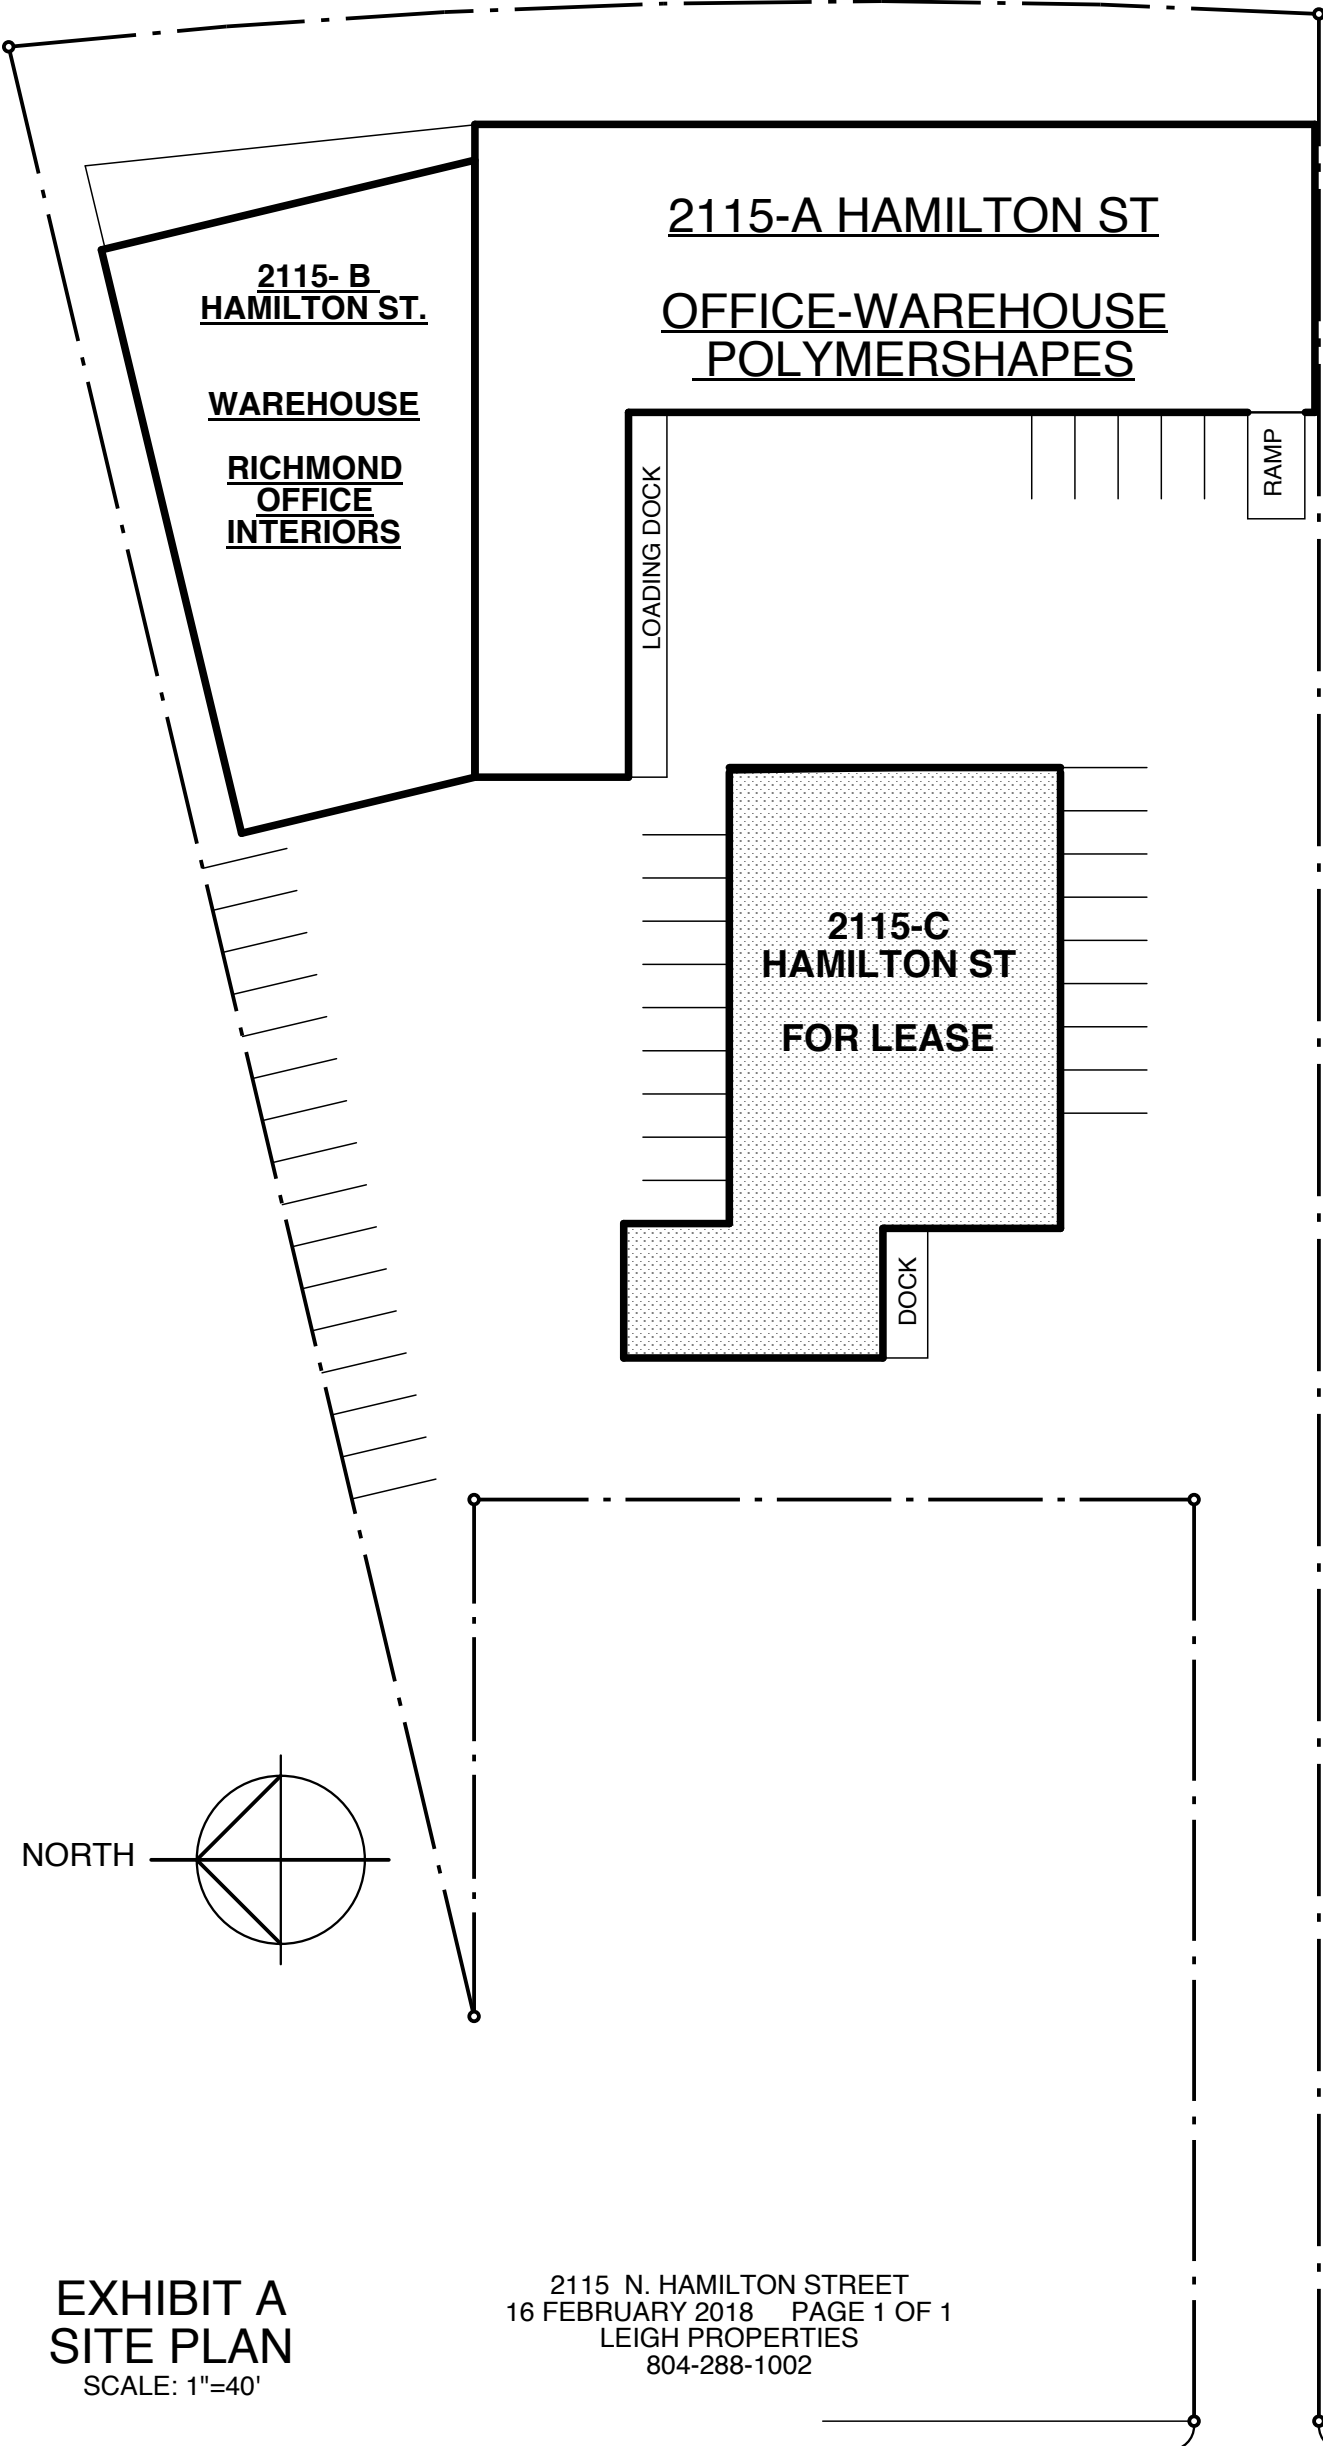 2115-A HAMILTON ST
OFFICE-WAREHOUSE
POLYMERSHAPES
2115- B
HAMILTON ST.
WAREHOUSE
RICHMOND
OFFICE
INTERIORS
LOADING DOCK
RAMP
2115-C
HAMILTON ST
FOR LEASE
DOCK
NORTH
EXHIBIT A
SITE PLAN
SCALE: 1"=40'
2115 N. HAMILTON STREET
16 FEBRUARY 2018 PAGE 1 OF 1
LEIGH PROPERTIES
804-288-1002